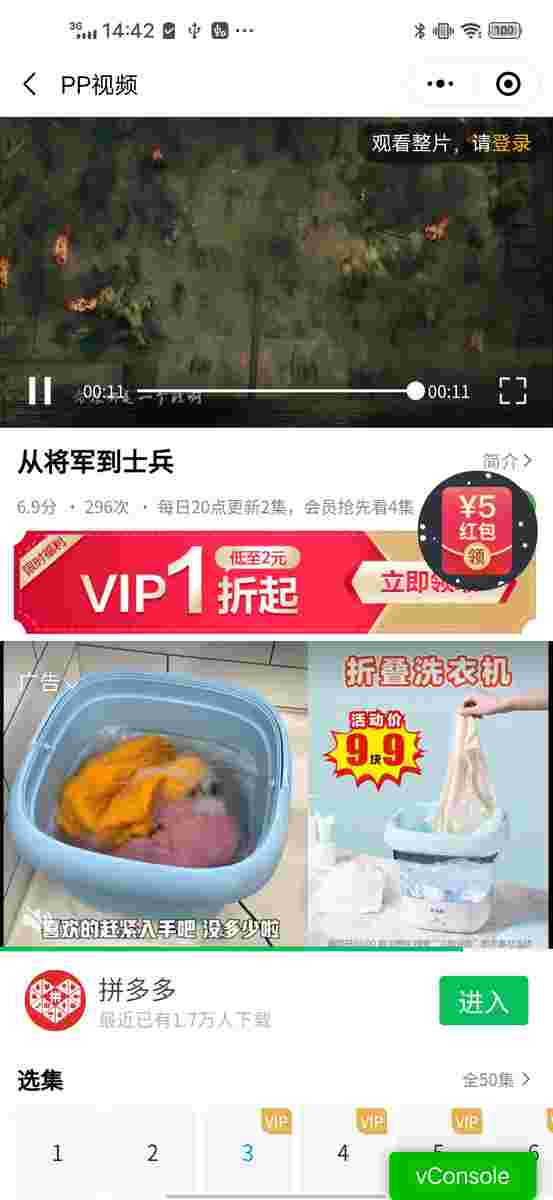 3G 14:42 100
PP视频
观看整片，请登录
00:11 00:11
从将军到士兵
简介
6.9分 · 296次 · 每日20点更新2集，会员抢先看4集
¥5
红包
领
限时福利
VIP1折起
低至2元
立即领
广告
折叠洗衣机
活动价
9块9
喜欢的赶紧入手吧 没多少啦
拼多多
最近已有1.7万人下载
进入
选集
全50集
VIP VIP VIP
1 2 3 4 5 6
vConsole